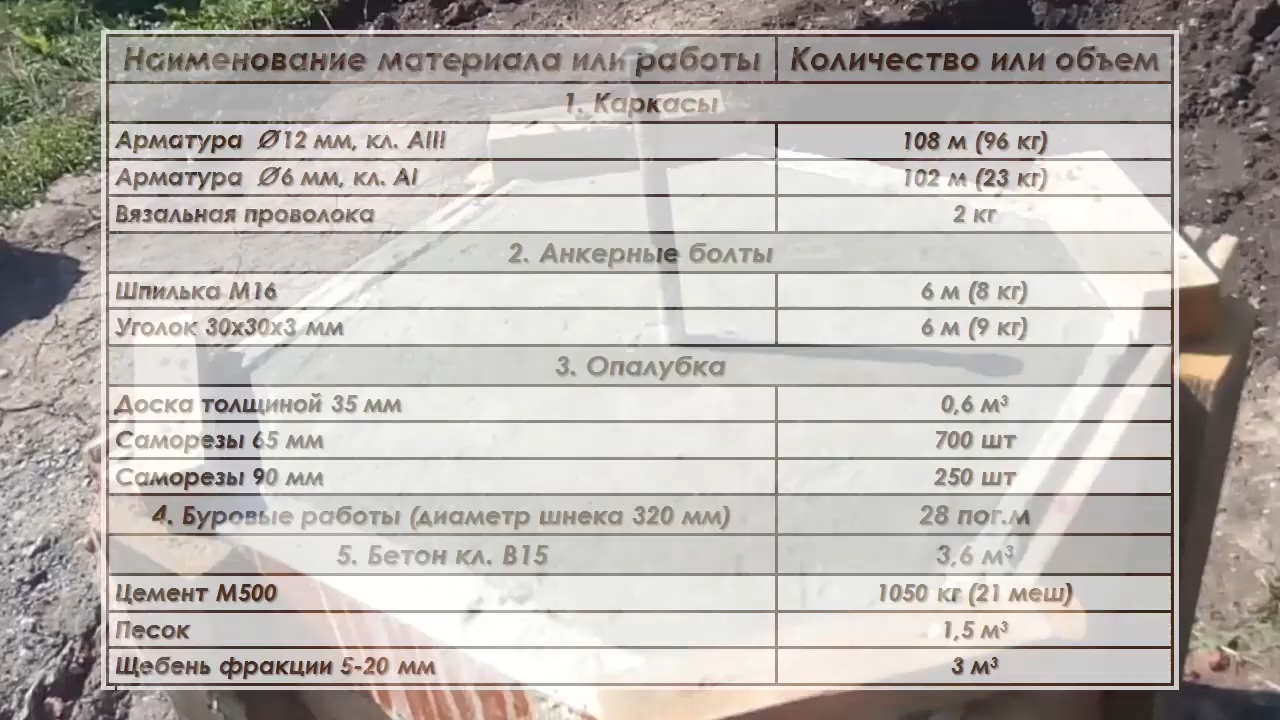 Наименование материала или работы Количество или объем
1. Каркасы
Арматура Ø12 мм, кл. АIII 108 м (96 кг)
Арматура Ø6 мм, кл. АI 102 м (23 кг)
Вязальная проволока 2 кг
2. Анкерные болты
Шпилька М16 6 м (8 кг)
Уголок 30х30х3 мм 6 м (9 кг)
3. Опалубка
Доска толщиной 35 мм 0,6 м³
Саморезы 65 мм 700 шт
Саморезы 90 мм 250 шт
4. Буровые работы (диаметр шнека 320 мм) 28 пог.м
5. Бетон кл. В15 3,6 м³
Цемент М500 1050 кг (21 меш)
Песок 1,5 м³
Щебень фракции 5-20 мм 3 м³